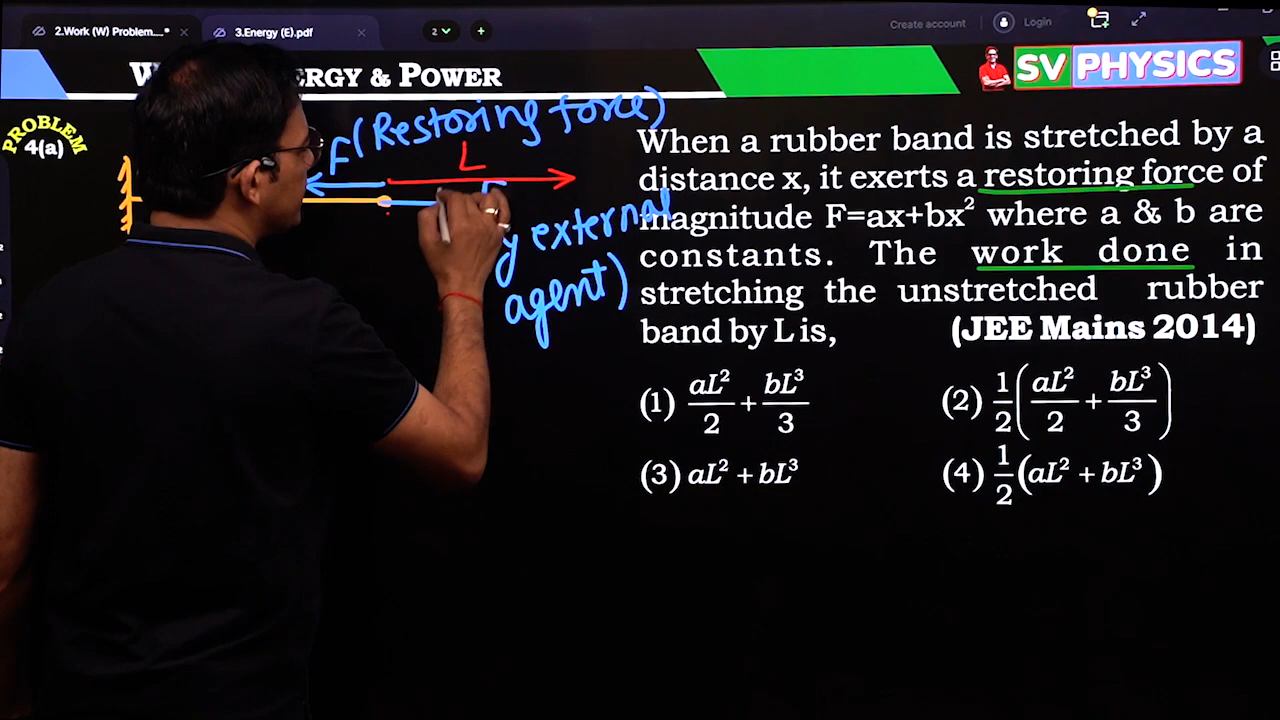 2.Work (W) Problem....*
3.Energy (E).pdf
2
Create account
Login
& POWER
SV PHYSICS
PROBLEM
4(a)
F (Restoring force)
L
external
agent)
When a rubber band is stretched by a
distance x, it exerts a restoring force of
magnitude F=ax+bx² where a & b are
constants. The work done in
stretching the unstretched rubber
band by L is,
(JEE Mains 2014)
(1) aL²/2 + bL³/3
(2) 1/2(aL²/2 + bL³/3)
(3) aL² + bL³
(4) 1/2(aL² + bL³)